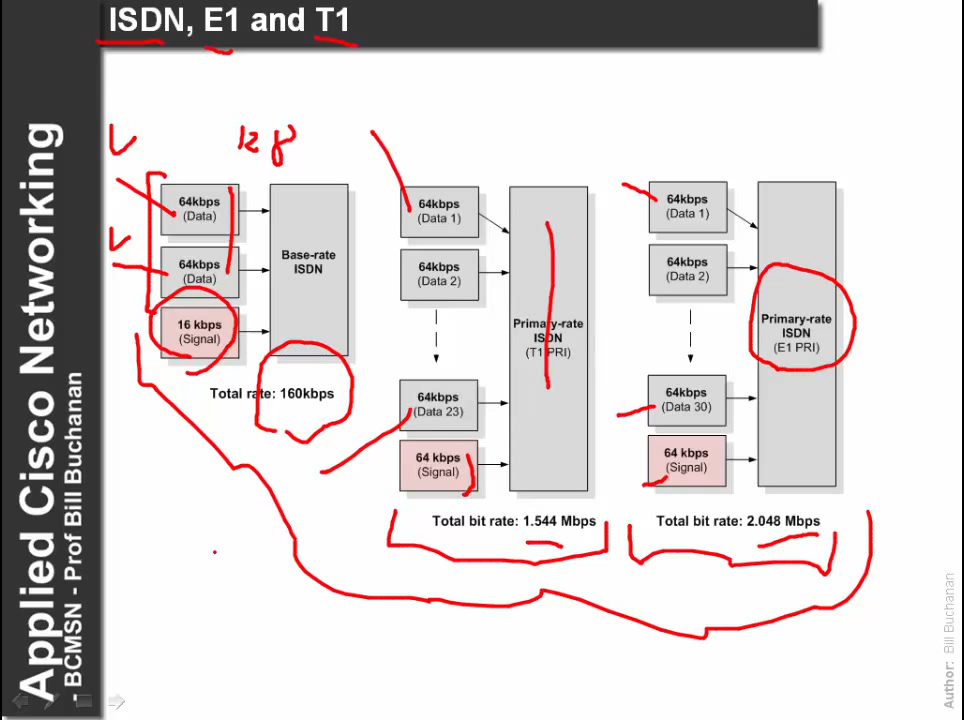 ISDN, E1 and T1
Applied Cisco Networking
- BCMSN - Prof Bill Buchanan
128
64kbps
(Data)
64kbps
(Data)
16 kbps
(Signal)
Base-rate
ISDN
Total rate: 160kbps
64kbps
(Data 1)
64kbps
(Data 2)
64kbps
(Data 23)
64 kbps
(Signal)
Primary-rate
ISDN
(T1 PRI)
Total bit rate: 1.544 Mbps
64kbps
(Data 1)
64kbps
(Data 2)
64kbps
(Data 30)
64 kbps
(Signal)
Primary-rate
ISDN
(E1 PRI)
Total bit rate: 2.048 Mbps
Author: Bill Buchanan